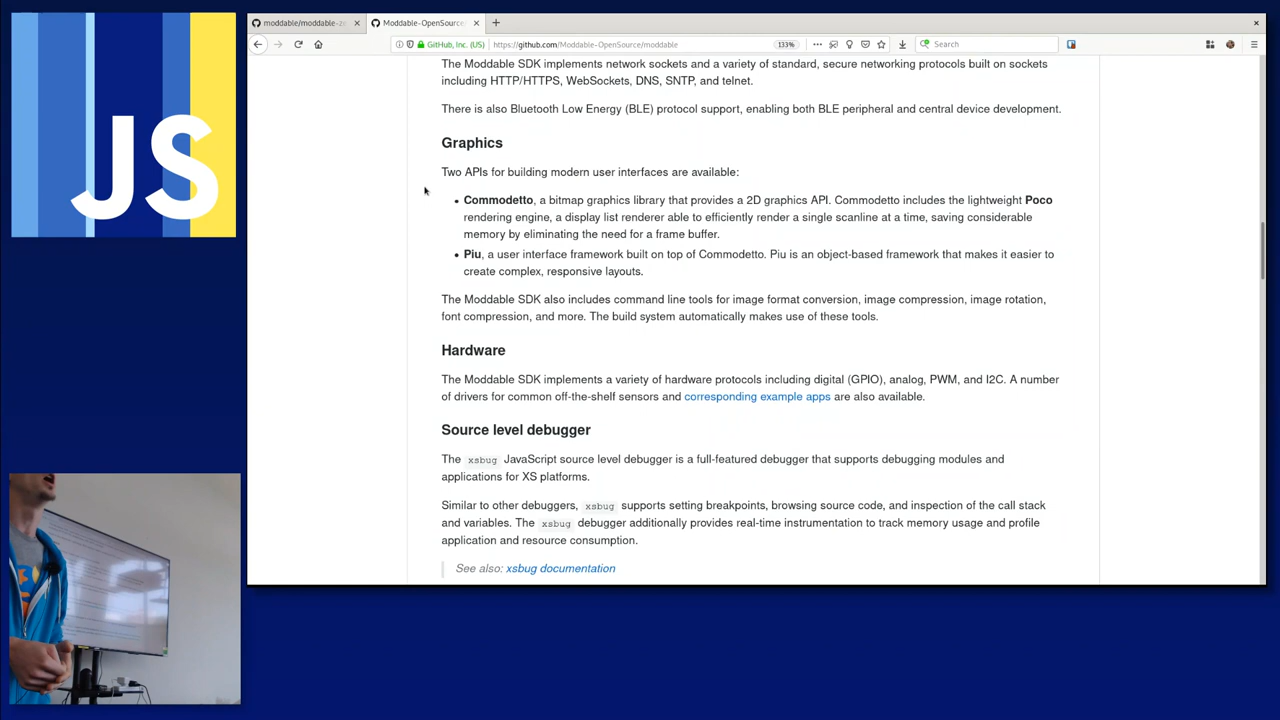 JS
moddable/moddable-ze
Moddable-OpenSource/
GitHub, Inc. (US)
https://github.com/Moddable-OpenSource/moddable
133%
Search
The Moddable SDK implements network sockets and a variety of standard, secure networking protocols built on sockets
including HTTP/HTTPS, WebSockets, DNS, SNTP, and telnet.
There is also Bluetooth Low Energy (BLE) protocol support, enabling both BLE peripheral and central device development.
Graphics
Two APIs for building modern user interfaces are available:
• Commodetto, a bitmap graphics library that provides a 2D graphics API. Commodetto includes the lightweight Poco
rendering engine, a display list renderer able to efficiently render a single scanline at a time, saving considerable
memory by eliminating the need for a frame buffer.
• Piu, a user interface framework built on top of Commodetto. Piu is an object-based framework that makes it easier to
create complex, responsive layouts.
The Moddable SDK also includes command line tools for image format conversion, image compression, image rotation,
font compression, and more. The build system automatically makes use of these tools.
Hardware
The Moddable SDK implements a variety of hardware protocols including digital (GPIO), analog, PWM, and I2C. A number
of drivers for common off-the-shelf sensors and corresponding example apps are also available.
Source level debugger
The xsbug JavaScript source level debugger is a full-featured debugger that supports debugging modules and
applications for XS platforms.
Similar to other debuggers, xsbug supports setting breakpoints, browsing source code, and inspection of the call stack
and variables. The xsbug debugger additionally provides real-time instrumentation to track memory usage and profile
application and resource consumption.
See also: xsbug documentation